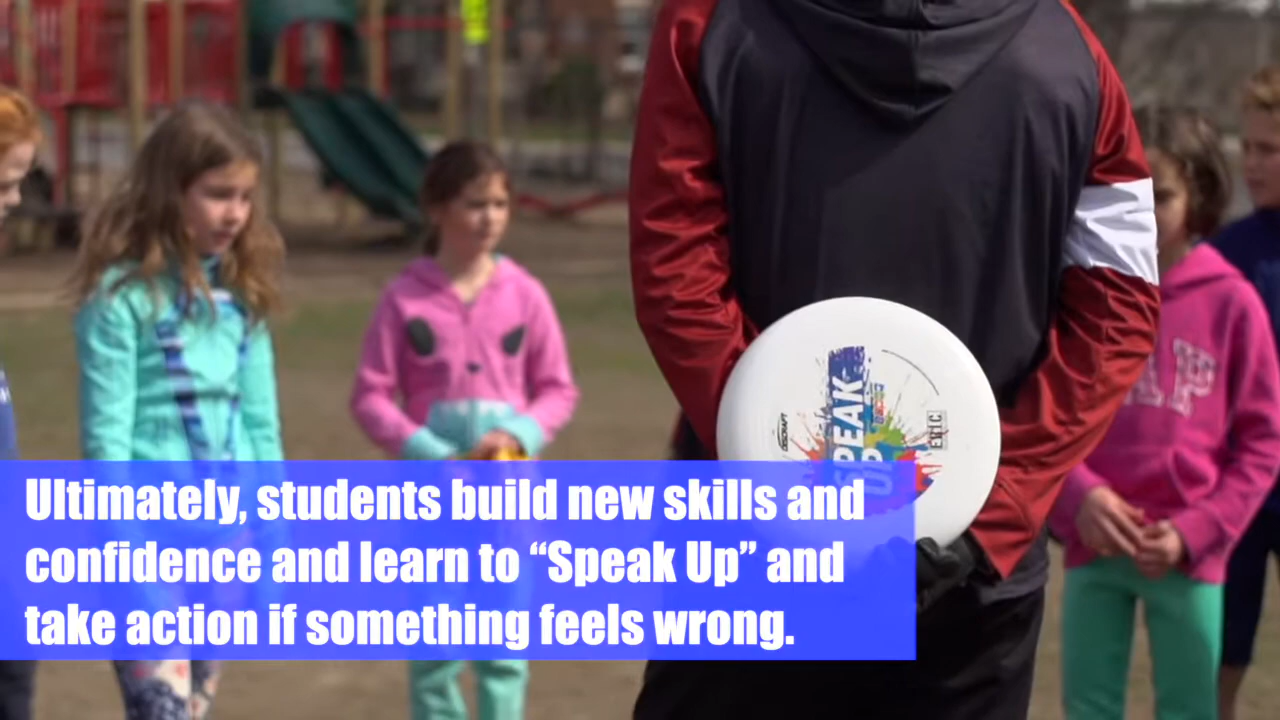 SPEAK
UP
Ultimately, students build new skills and
confidence and learn to “Speak Up” and
take action if something feels wrong.